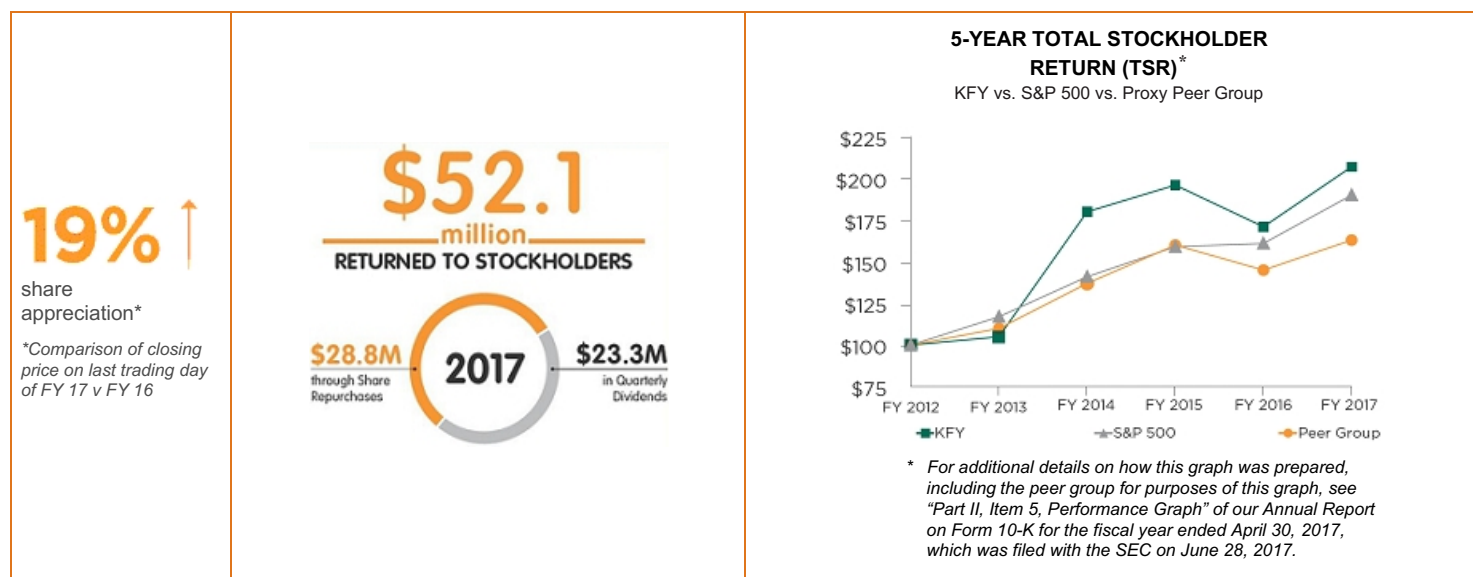 19% ↑
share
appreciation*
*Comparison of closing
price on last trading day
of FY 17 v FY 16
$52.1
million
RETURNED TO STOCKHOLDERS
$28.8M
through Share
Repurchases
2017
$23.3M
in Quarterly
Dividends
5-YEAR TOTAL STOCKHOLDER
RETURN (TSR)*
KFY vs. S&P 500 vs. Proxy Peer Group
$225
$200
$175
$150
$125
$100
$75
FY 2012 FY 2013 FY 2014 FY 2015 FY 2016 FY 2017
KFY S&P 500 Peer Group
* For additional details on how this graph was prepared,
including the peer group for purposes of this graph, see
“Part II, Item 5, Performance Graph” of our Annual Report
on Form 10-K for the fiscal year ended April 30, 2017,
which was filed with the SEC on June 28, 2017.